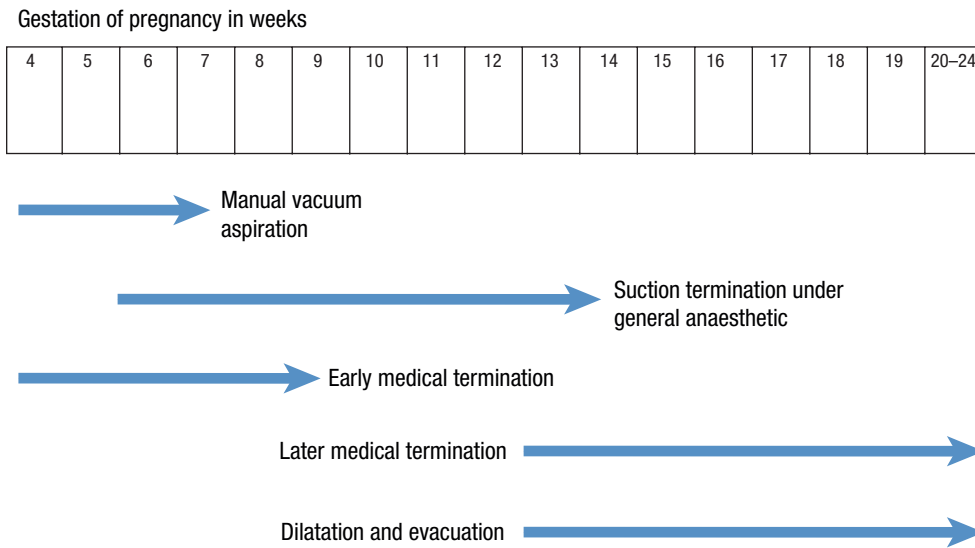 Gestation of pregnancy in weeks
4 5 6 7 8 9 10 11 12 13 14 15 16 17 18 19 20–24
Manual vacuum
aspiration
Suction termination under
general anaesthetic
Early medical termination
Later medical termination
Dilatation and evacuation